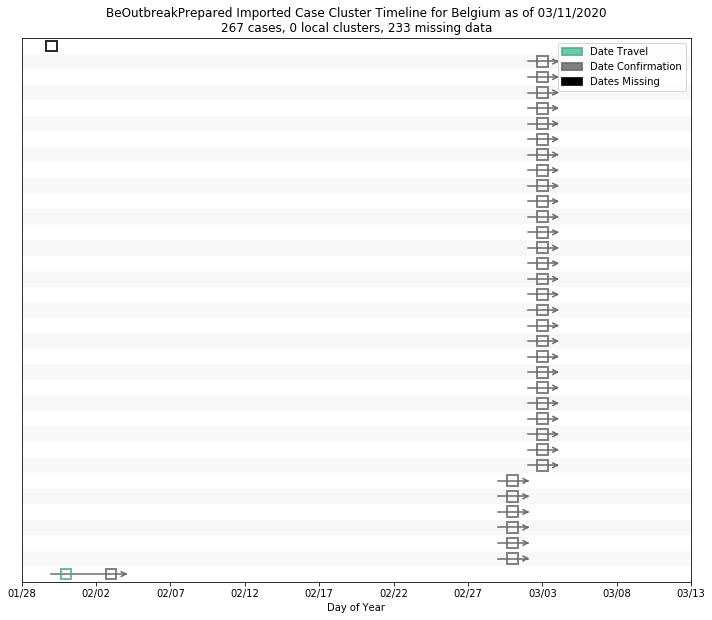 BeOutbreakPrepared Imported Case Cluster Timeline for Belgium as of 03/11/2020
267 cases, 0 local clusters, 233 missing data
Date Travel
Date Confirmation
Dates Missing
01/28 02/02 02/07 02/12 02/17 02/22 02/27 03/03 03/08 03/13
Day of Year